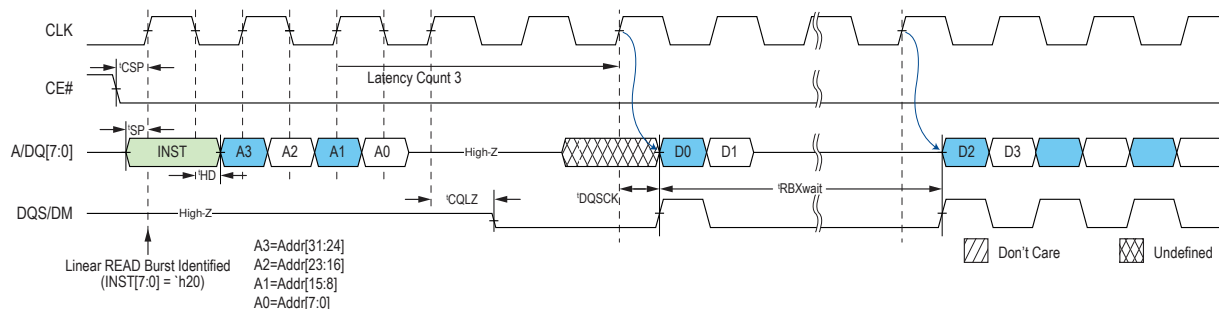 CLK
tCSP
Latency Count 3
CE#
tSP
A/DQ[7:0]
INST A3 A2 A1 A0 High-Z D0 D1 D2 D3
tHD tCQLZ tDQSCK tRBXwait
DQS/DM
High-Z
Linear READ Burst Identified
(INST[7:0] = `h20)
A3=Addr[31:24]
A2=Addr[23:16]
A1=Addr[15:8]
A0=Addr[7:0]
Don't Care Undefined